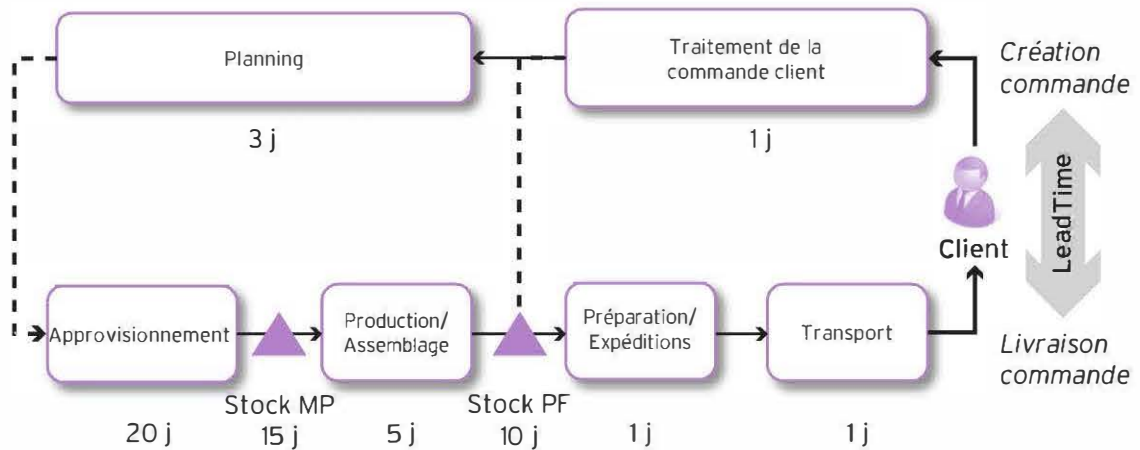 Planning
Traitement de la
commande client
Création
commande
3 j
1 j
LeadTime
Client
Approvisionnement
Production/
Assemblage
Préparation/
Expéditions
Transport
Livraison
commande
Stock MP
Stock PF
20 j
15 j
5 j
10 j
1 j
1 j